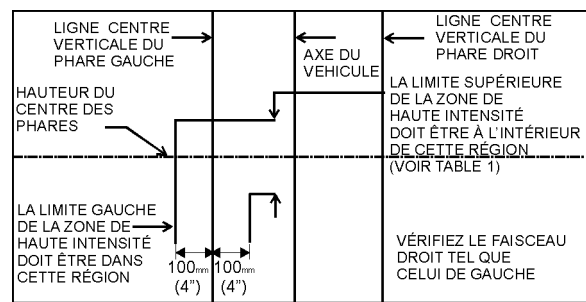 LIGNE CENTRE
VERTICALE DU
PHARE GAUCHE
AXE DU
VEHICULE
LIGNE CENTRE
VERTICALE DU
PHARE DROIT
HAUTEUR DU
CENTRE DES
PHARES
LA LIMITE SUPÉRIEURE
DE LA ZONE DE
HAUTE INTENSITÉ
DOIT ÊTRE À L'INTÉRIEUR
DE CETTE RÉGION
(VOIR TABLE 1)
LA LIMITE GAUCHE
DE LA ZONE DE
HAUTE INTENSITÉ
DOIT ÊTRE DANS
CETTE RÉGION
100mm
(4")
100mm
(4")
VÉRIFIEZ LE FAISCEAU
DROIT TEL QUE
CELUI DE GAUCHE